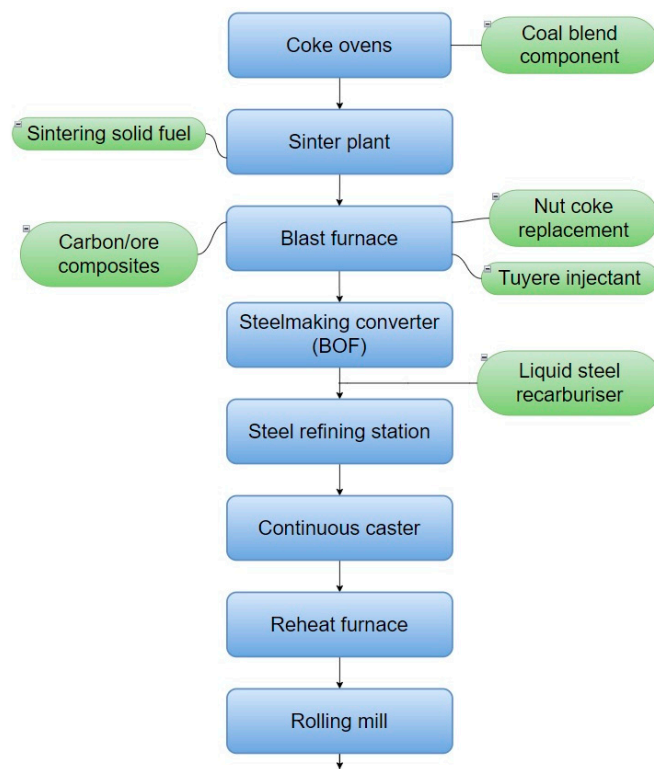 Coke ovens
Coal blend
component
Sintering solid fuel
Sinter plant
Carbon/ore
composites
Blast furnace
Nut coke
replacement
Tuyere injectant
Steelmaking converter
(BOF)
Liquid steel
recarburiser
Steel refining station
Continuous caster
Reheat furnace
Rolling mill